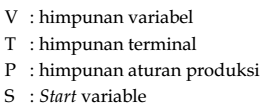 V : himpunan variabel
T : himpunan terminal
P : himpunan aturan produksi
S : Start variable